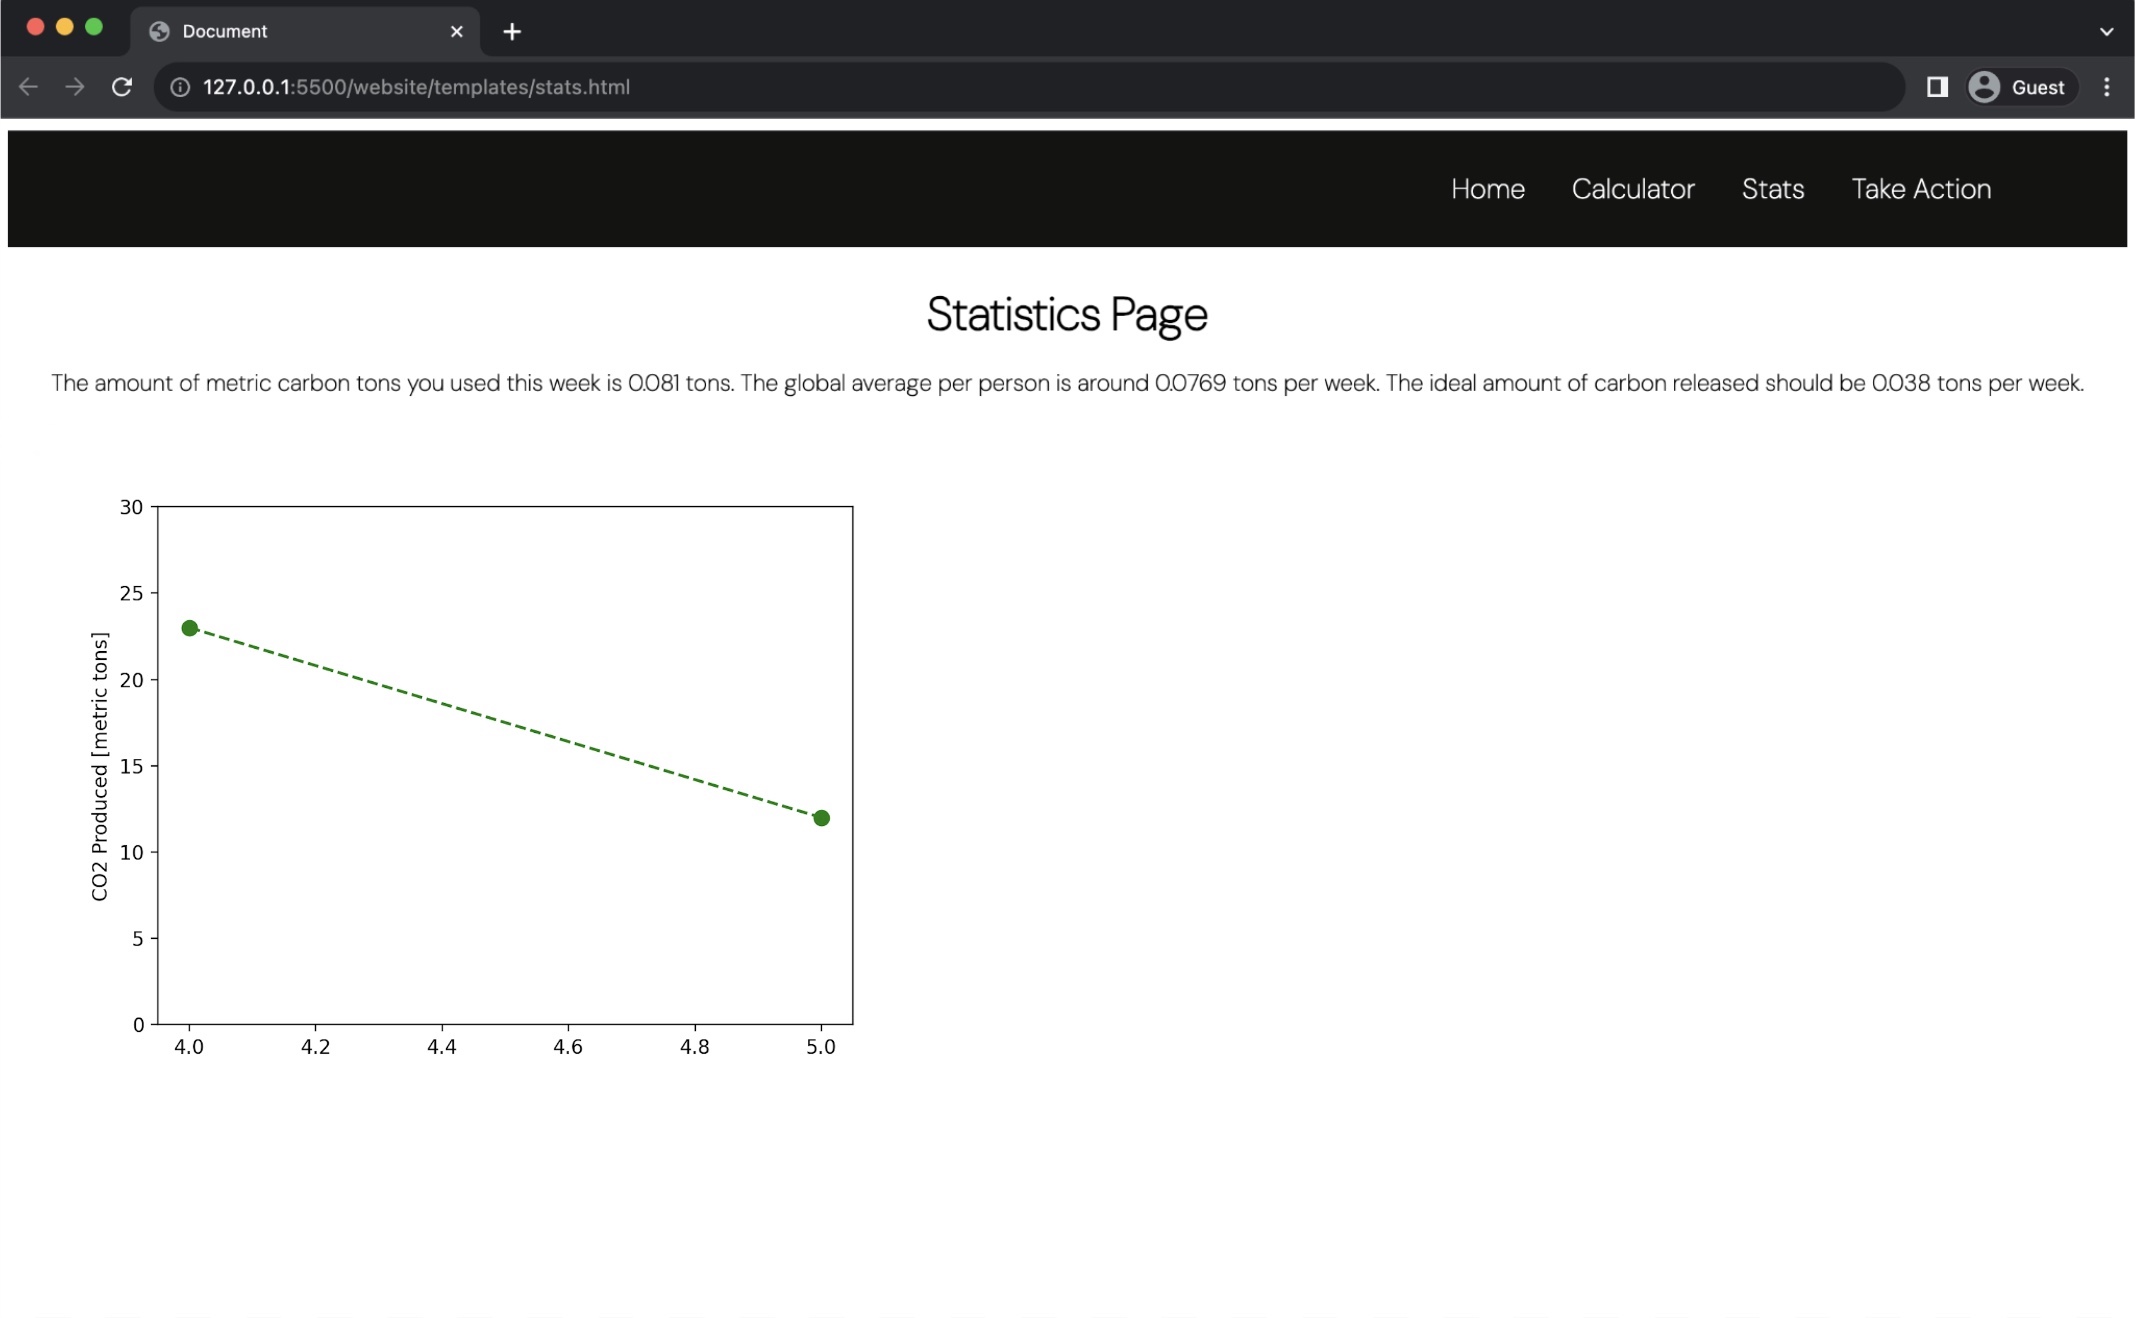 Document
127.0.0.1:5500/website/templates/stats.html
Guest
Home Calculator Stats Take Action
Statistics Page
The amount of metric carbon tons you used this week is 0.081 tons. The global average per person is around 0.0769 tons per week. The ideal amount of carbon released should be 0.038 tons per week.
30
25
20
15
10
5
0
CO2 Produced [metric tons]
4.0 4.2 4.4 4.6 4.8 5.0